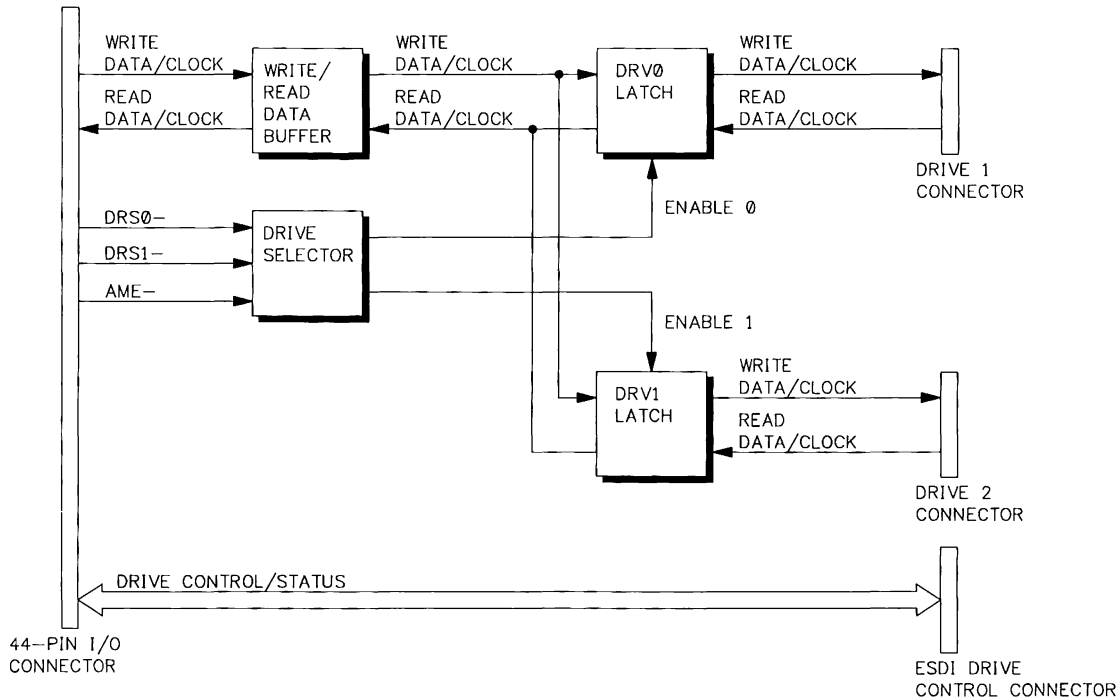 WRITE
DATA/CLOCK
READ
DATA/CLOCK
WRITE/
READ
DATA
BUFFER
WRITE
DATA/CLOCK
READ
DATA/CLOCK
DRV0
LATCH
WRITE
DATA/CLOCK
READ
DATA/CLOCK
DRIVE 1
CONNECTOR
DRS0-
DRS1-
AME-
DRIVE
SELECTOR
ENABLE 0
ENABLE 1
DRV1
LATCH
WRITE
DATA/CLOCK
READ
DATA/CLOCK
DRIVE 2
CONNECTOR
DRIVE CONTROL/STATUS
44-PIN I/O
CONNECTOR
ESDI DRIVE
CONTROL CONNECTOR